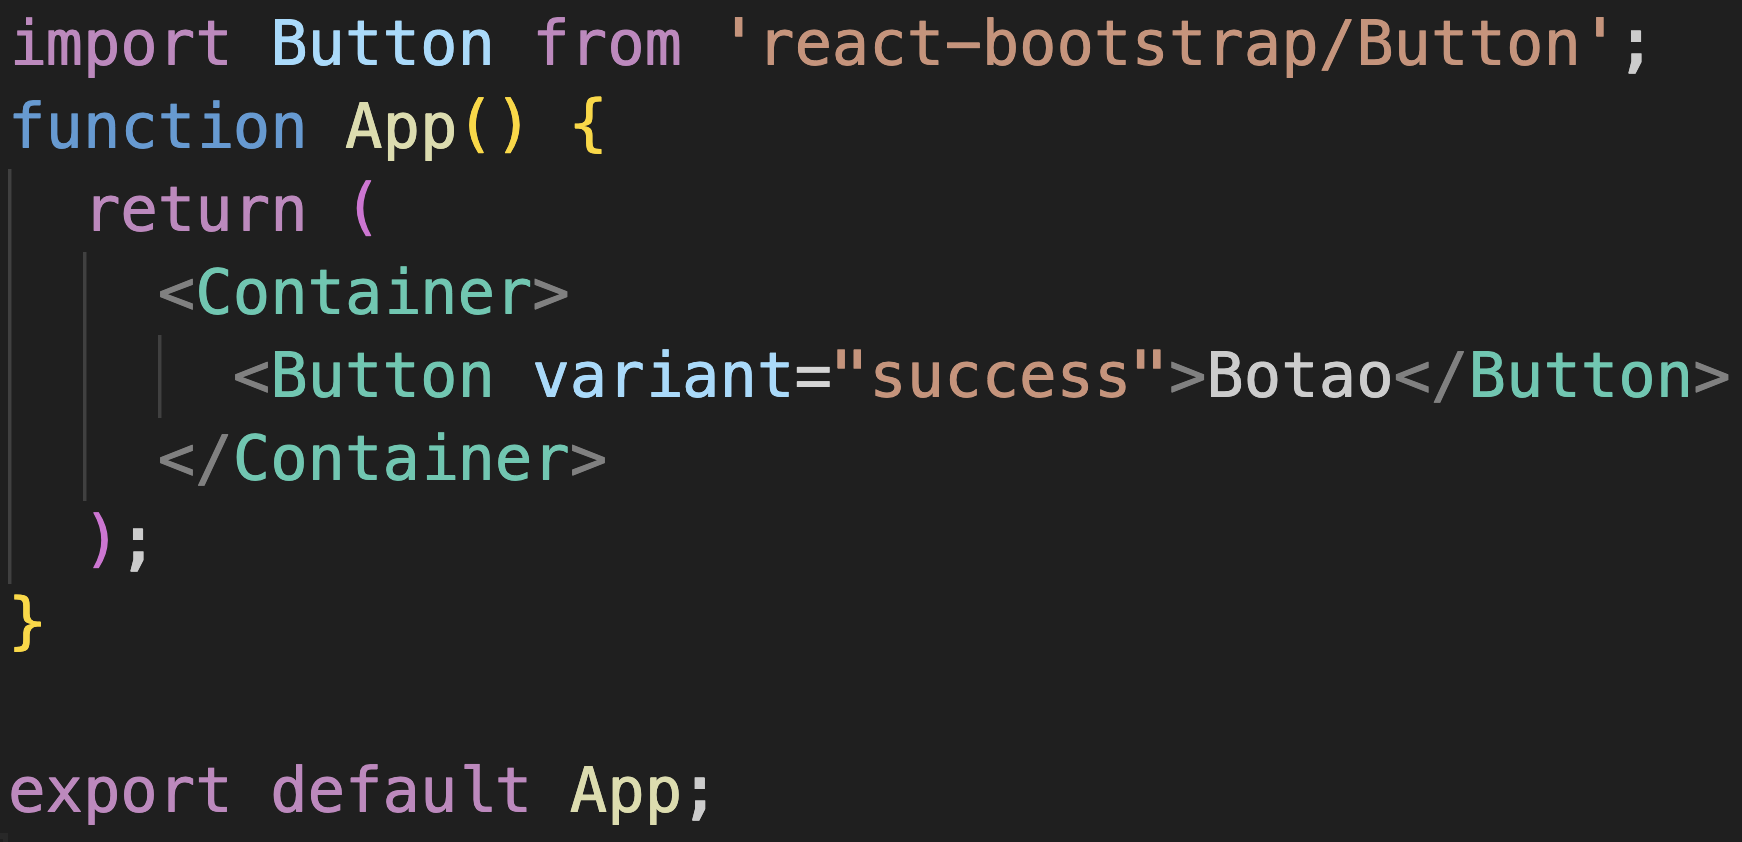 import Button from 'react-bootstrap/Button';
function App() {
  return (
    <Container>
      <Button variant="success">Botao</Button>
    </Container>
  );
}
export default App;